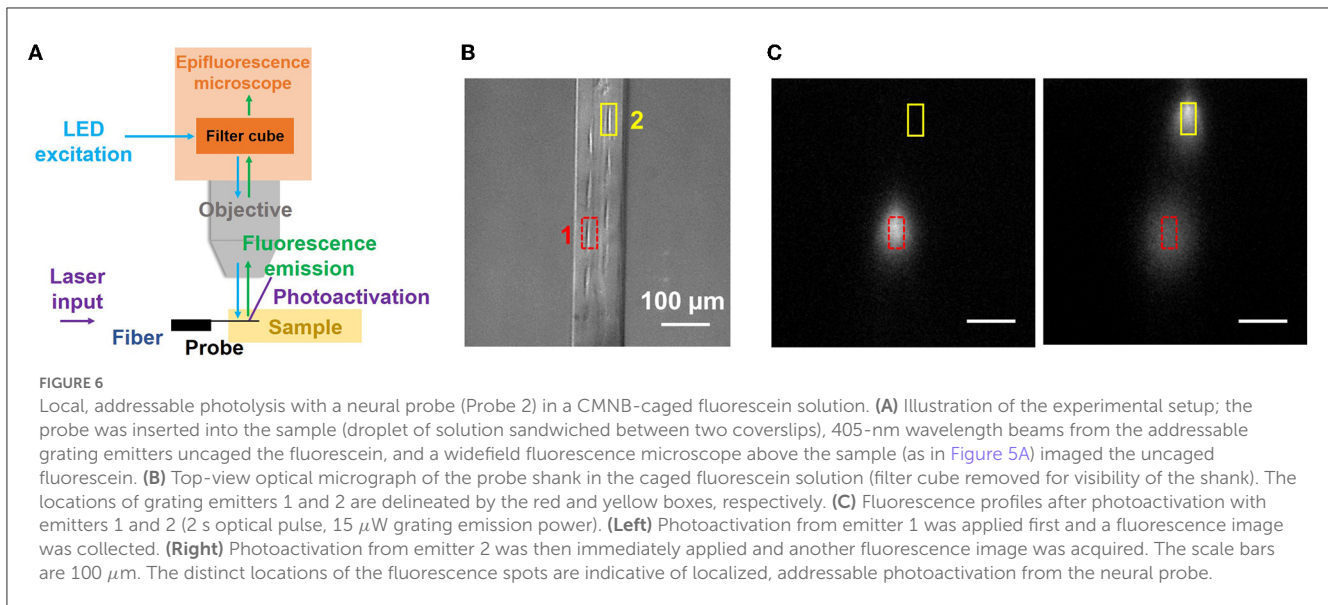 A
Epifluorescence
microscope
LED
excitation
Filter cube
Objective
Fluorescence
emission
Laser
input
Photoactivation
Fiber
Probe
Sample
B
2
1
100 μm
C
FIGURE 6
Local, addressable photolysis with a neural probe (Probe 2) in a CMNB-caged fluorescein solution. (A) Illustration of the experimental setup; the
probe was inserted into the sample (droplet of solution sandwiched between two coverslips), 405-nm wavelength beams from the addressable
grating emitters uncaged the fluorescein, and a widefield fluorescence microscope above the sample (as in Figure 5A) imaged the uncaged
fluorescein. (B) Top-view optical micrograph of the probe shank in the caged fluorescein solution (filter cube removed for visibility of the shank). The
locations of grating emitters 1 and 2 are delineated by the red and yellow boxes, respectively. (C) Fluorescence profiles after photoactivation with
emitters 1 and 2 (2 s optical pulse, 15 μW grating emission power). (Left) Photoactivation from emitter 1 was applied first and a fluorescence image
was collected. (Right) Photoactivation from emitter 2 was then immediately applied and another fluorescence image was acquired. The scale bars
are 100 μm. The distinct locations of the fluorescence spots are indicative of localized, addressable photoactivation from the neural probe.